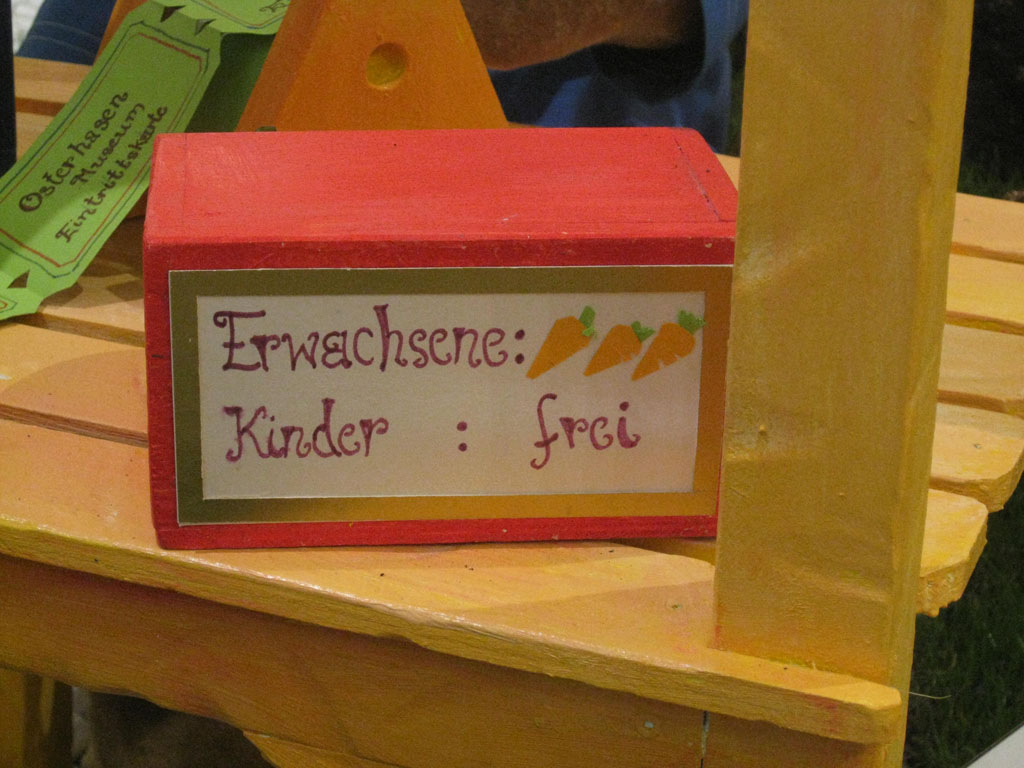 Osterhasen
Museum
Eintrittskarte
Erwachsene:
Kinder : frei